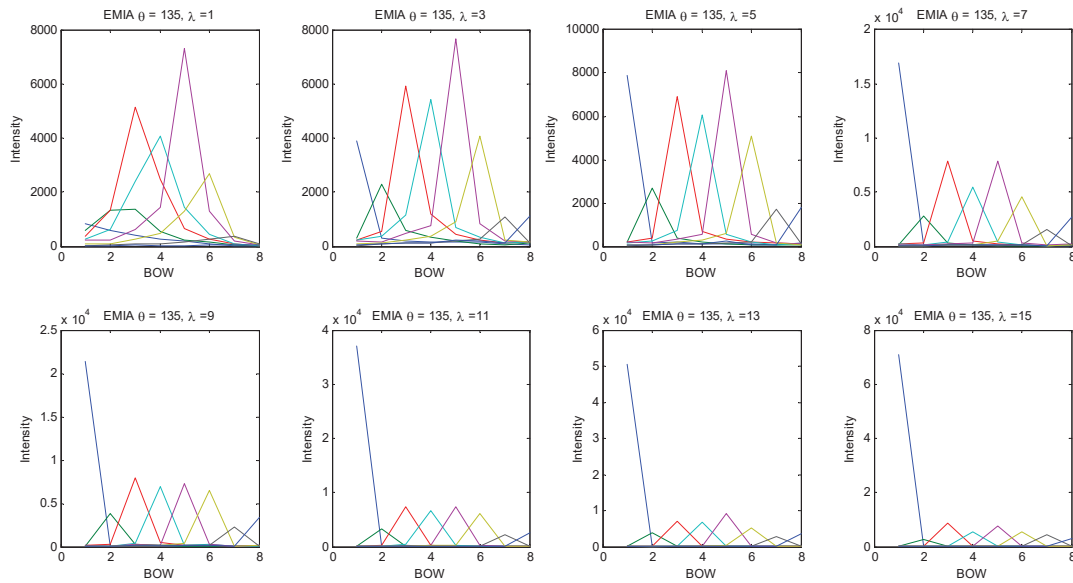 EMIA θ = 135, λ =1
8000
6000
4000
2000
0
0 2 4 6 8
Intensity
BOW
EMIA θ = 135, λ =3
8000
6000
4000
2000
0
0 2 4 6 8
Intensity
BOW
EMIA θ = 135, λ =5
10000
8000
6000
4000
2000
0
0 2 4 6 8
Intensity
BOW
x 10^4
EMIA θ = 135, λ =7
2
1.5
1
0.5
0
0 2 4 6 8
Intensity
BOW
x 10^4
EMIA θ = 135, λ =9
2.5
2
1.5
1
0.5
0
0 2 4 6 8
Intensity
BOW
x 10^4
EMIA θ = 135, λ =11
4
3
2
1
0
0 2 4 6 8
Intensity
BOW
x 10^4
EMIA θ = 135, λ =13
6
5
4
3
2
1
0
0 2 4 6 8
Intensity
BOW
x 10^4
EMIA θ = 135, λ =15
8
6
4
2
0
0 2 4 6 8
Intensity
BOW